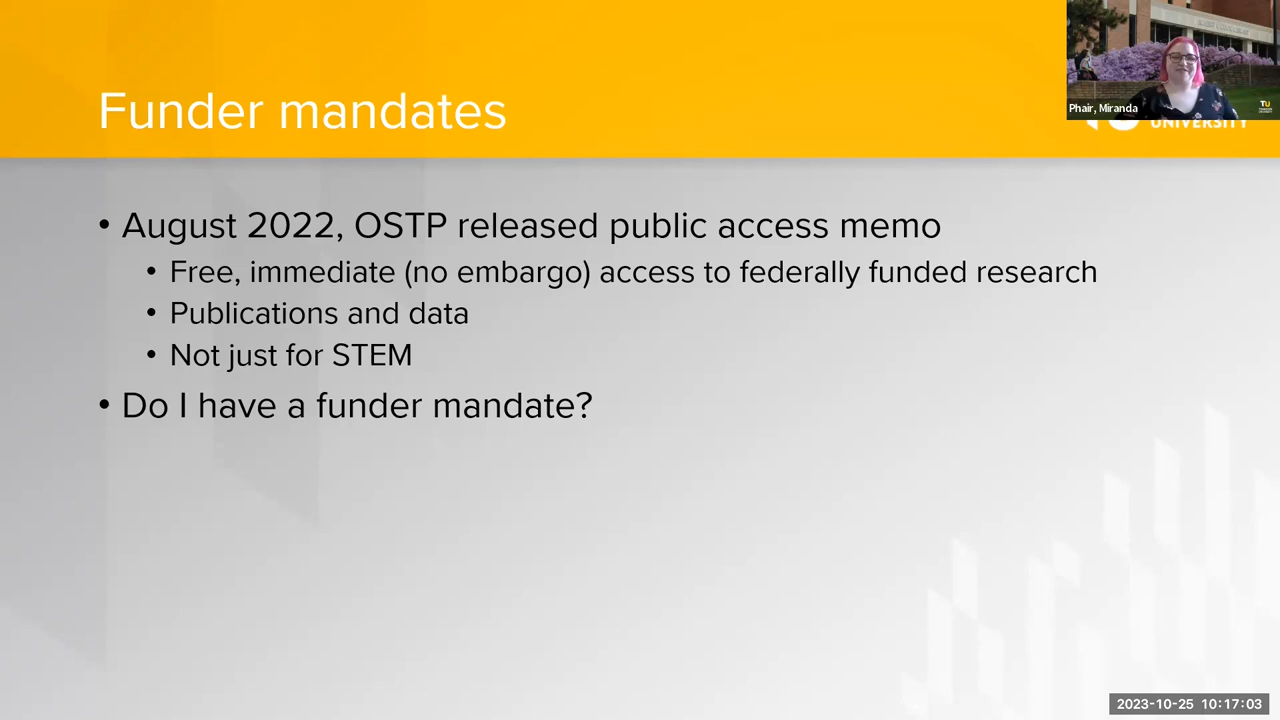 Funder mandates
Phair, Miranda
TU
UNIVERSITY
• August 2022, OSTP released public access memo
• Free, immediate (no embargo) access to federally funded research
• Publications and data
• Not just for STEM
• Do I have a funder mandate?
2023-10-25 10:17:03